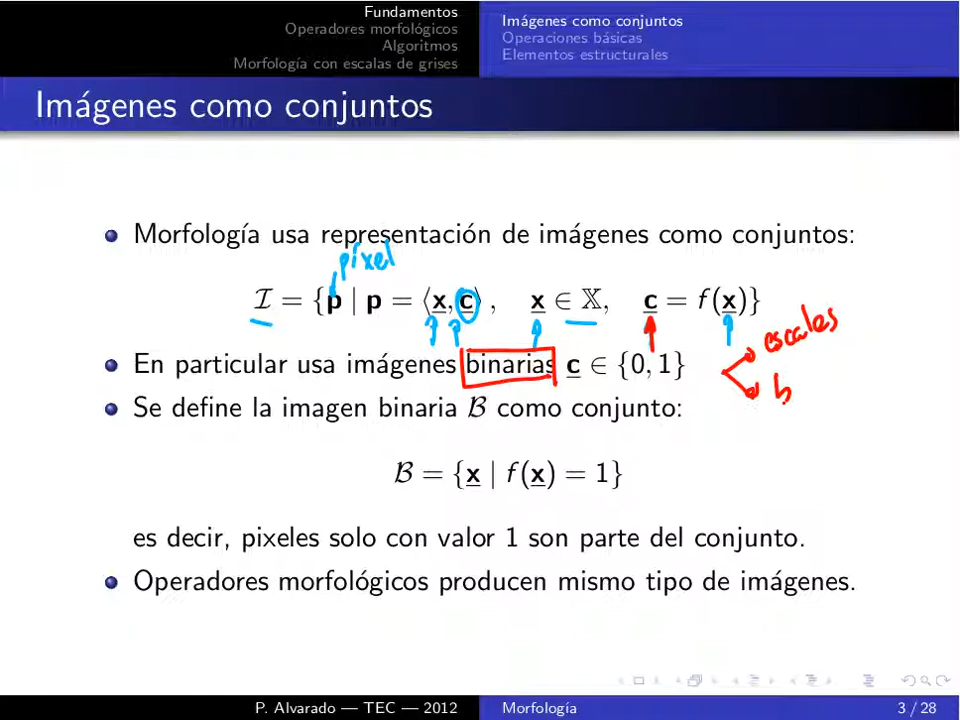 Fundamentos
Operadores morfológicos
Algoritmos
Morfología con escalas de grises
Imágenes como conjuntos
Operaciones básicas
Elementos estructurales
Imágenes como conjuntos
Morfología usa representación de imágenes como conjuntos:
píxel
ℐ = {p | p = ⟨x, c⟩, x ∈ 𝕏, c = f(x)}
escales
En particular usa imágenes binarias c ∈ {0, 1}
b
Se define la imagen binaria ℬ como conjunto:
ℬ = {x | f(x) = 1}
es decir, pixeles solo con valor 1 son parte del conjunto.
Operadores morfológicos producen mismo tipo de imágenes.
P. Alvarado — TEC — 2012
Morfología
3 / 28